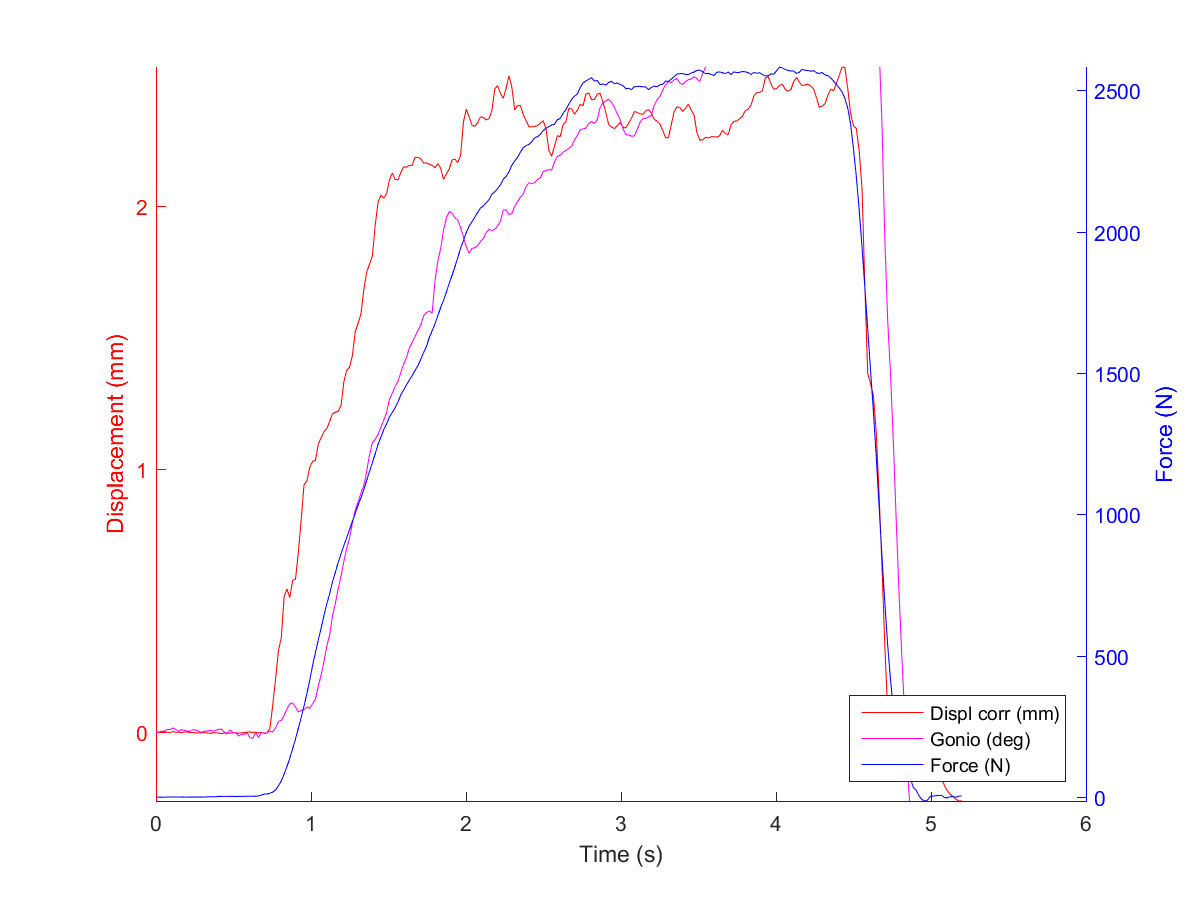 Displacement (mm)
2
1
0
Force (N)
2500
2000
1500
1000
500
0
Displ corr (mm)
Gonio (deg)
Force (N)
0 1 2 3 4 5 6
Time (s)